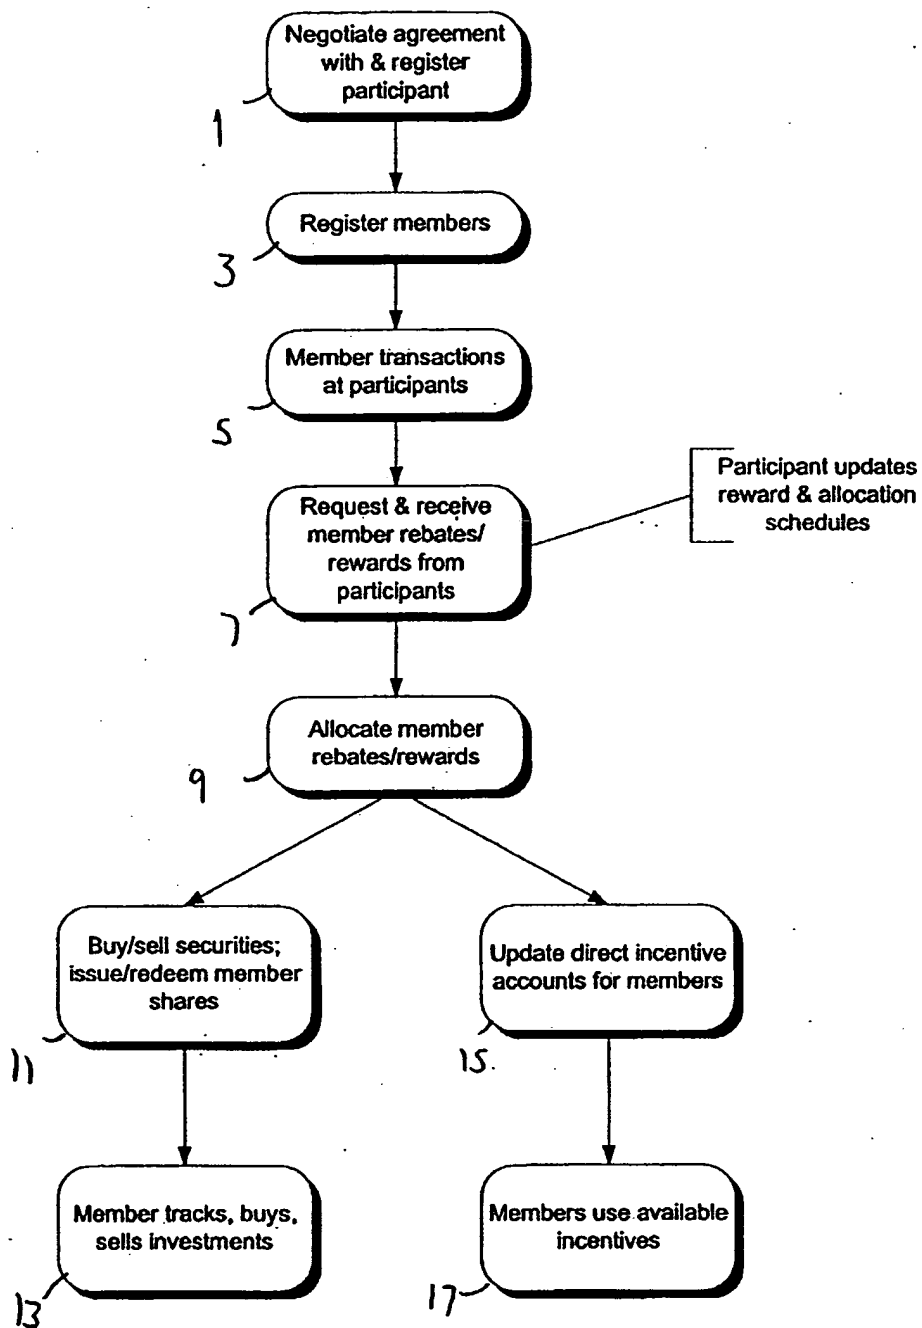 Negotiate agreement
with & register
participant
1
Register members
3
Member transactions
at participants
5
Request & receive
member rebates/
rewards from
participants
7
Participant updates
reward & allocation
schedules
Allocate member
rebates/rewards
9
Buy/sell securities;
issue/redeem member
shares
11
Update direct incentive
accounts for members
15
Member tracks, buys,
sells investments
13
Members use available
incentives
17